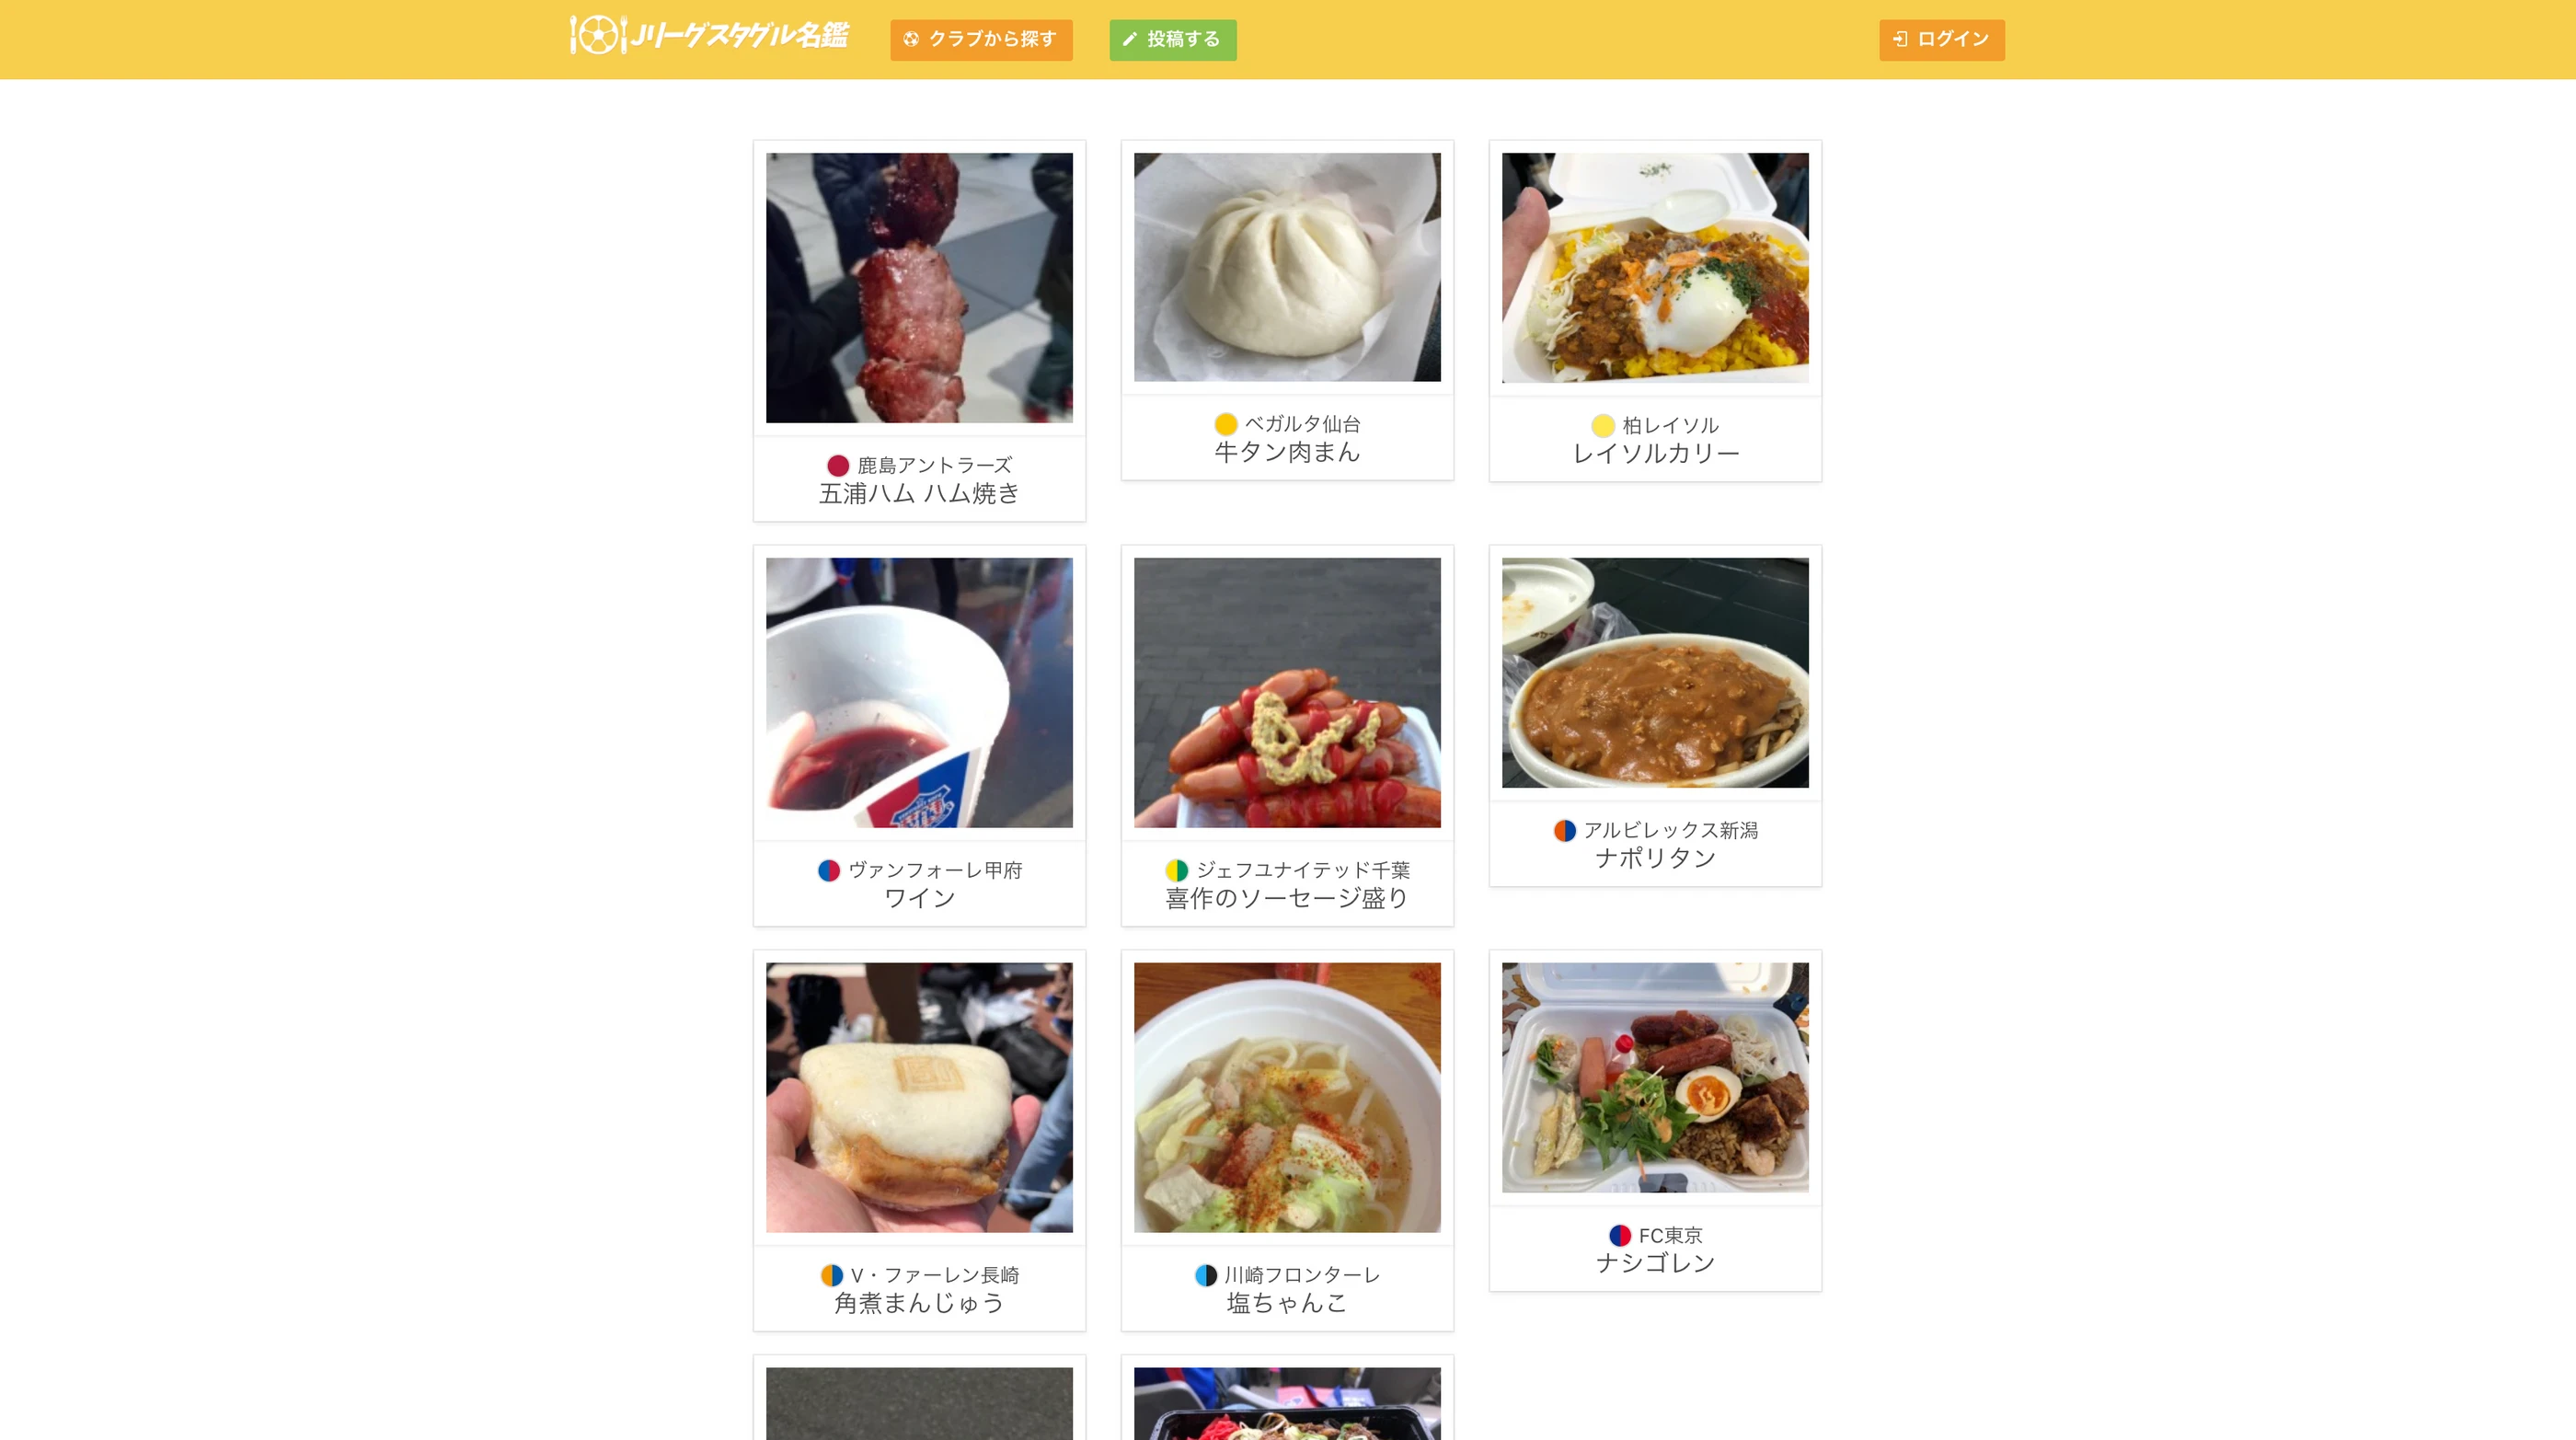 Jリーグスタグル名鑑
クラブから探す
投稿する
ログイン
鹿島アントラーズ
五浦ハム ハム焼き
ベガルタ仙台
牛タン肉まん
柏レイソル
レイソルカリー
ヴァンフォーレ甲府
ワイン
ジェフユナイテッド千葉
喜作のソーセージ盛り
アルビレックス新潟
ナポリタン
V・ファーレン長崎
角煮まんじゅう
川崎フロンターレ
塩ちゃんこ
FC東京
ナシゴレン